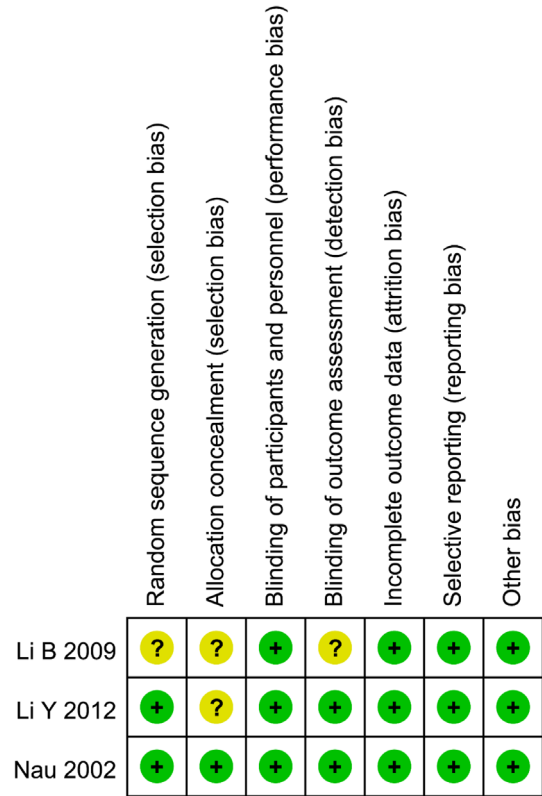 Random sequence generation (selection bias)
Allocation concealment (selection bias)
Blinding of participants and personnel (performance bias)
Blinding of outcome assessment (detection bias)
Incomplete outcome data (attrition bias)
Selective reporting (reporting bias)
Other bias
Li B 2009 ? ? + ? + + +
Li Y 2012 + ? + + + + +
Nau 2002 + + + + + + +